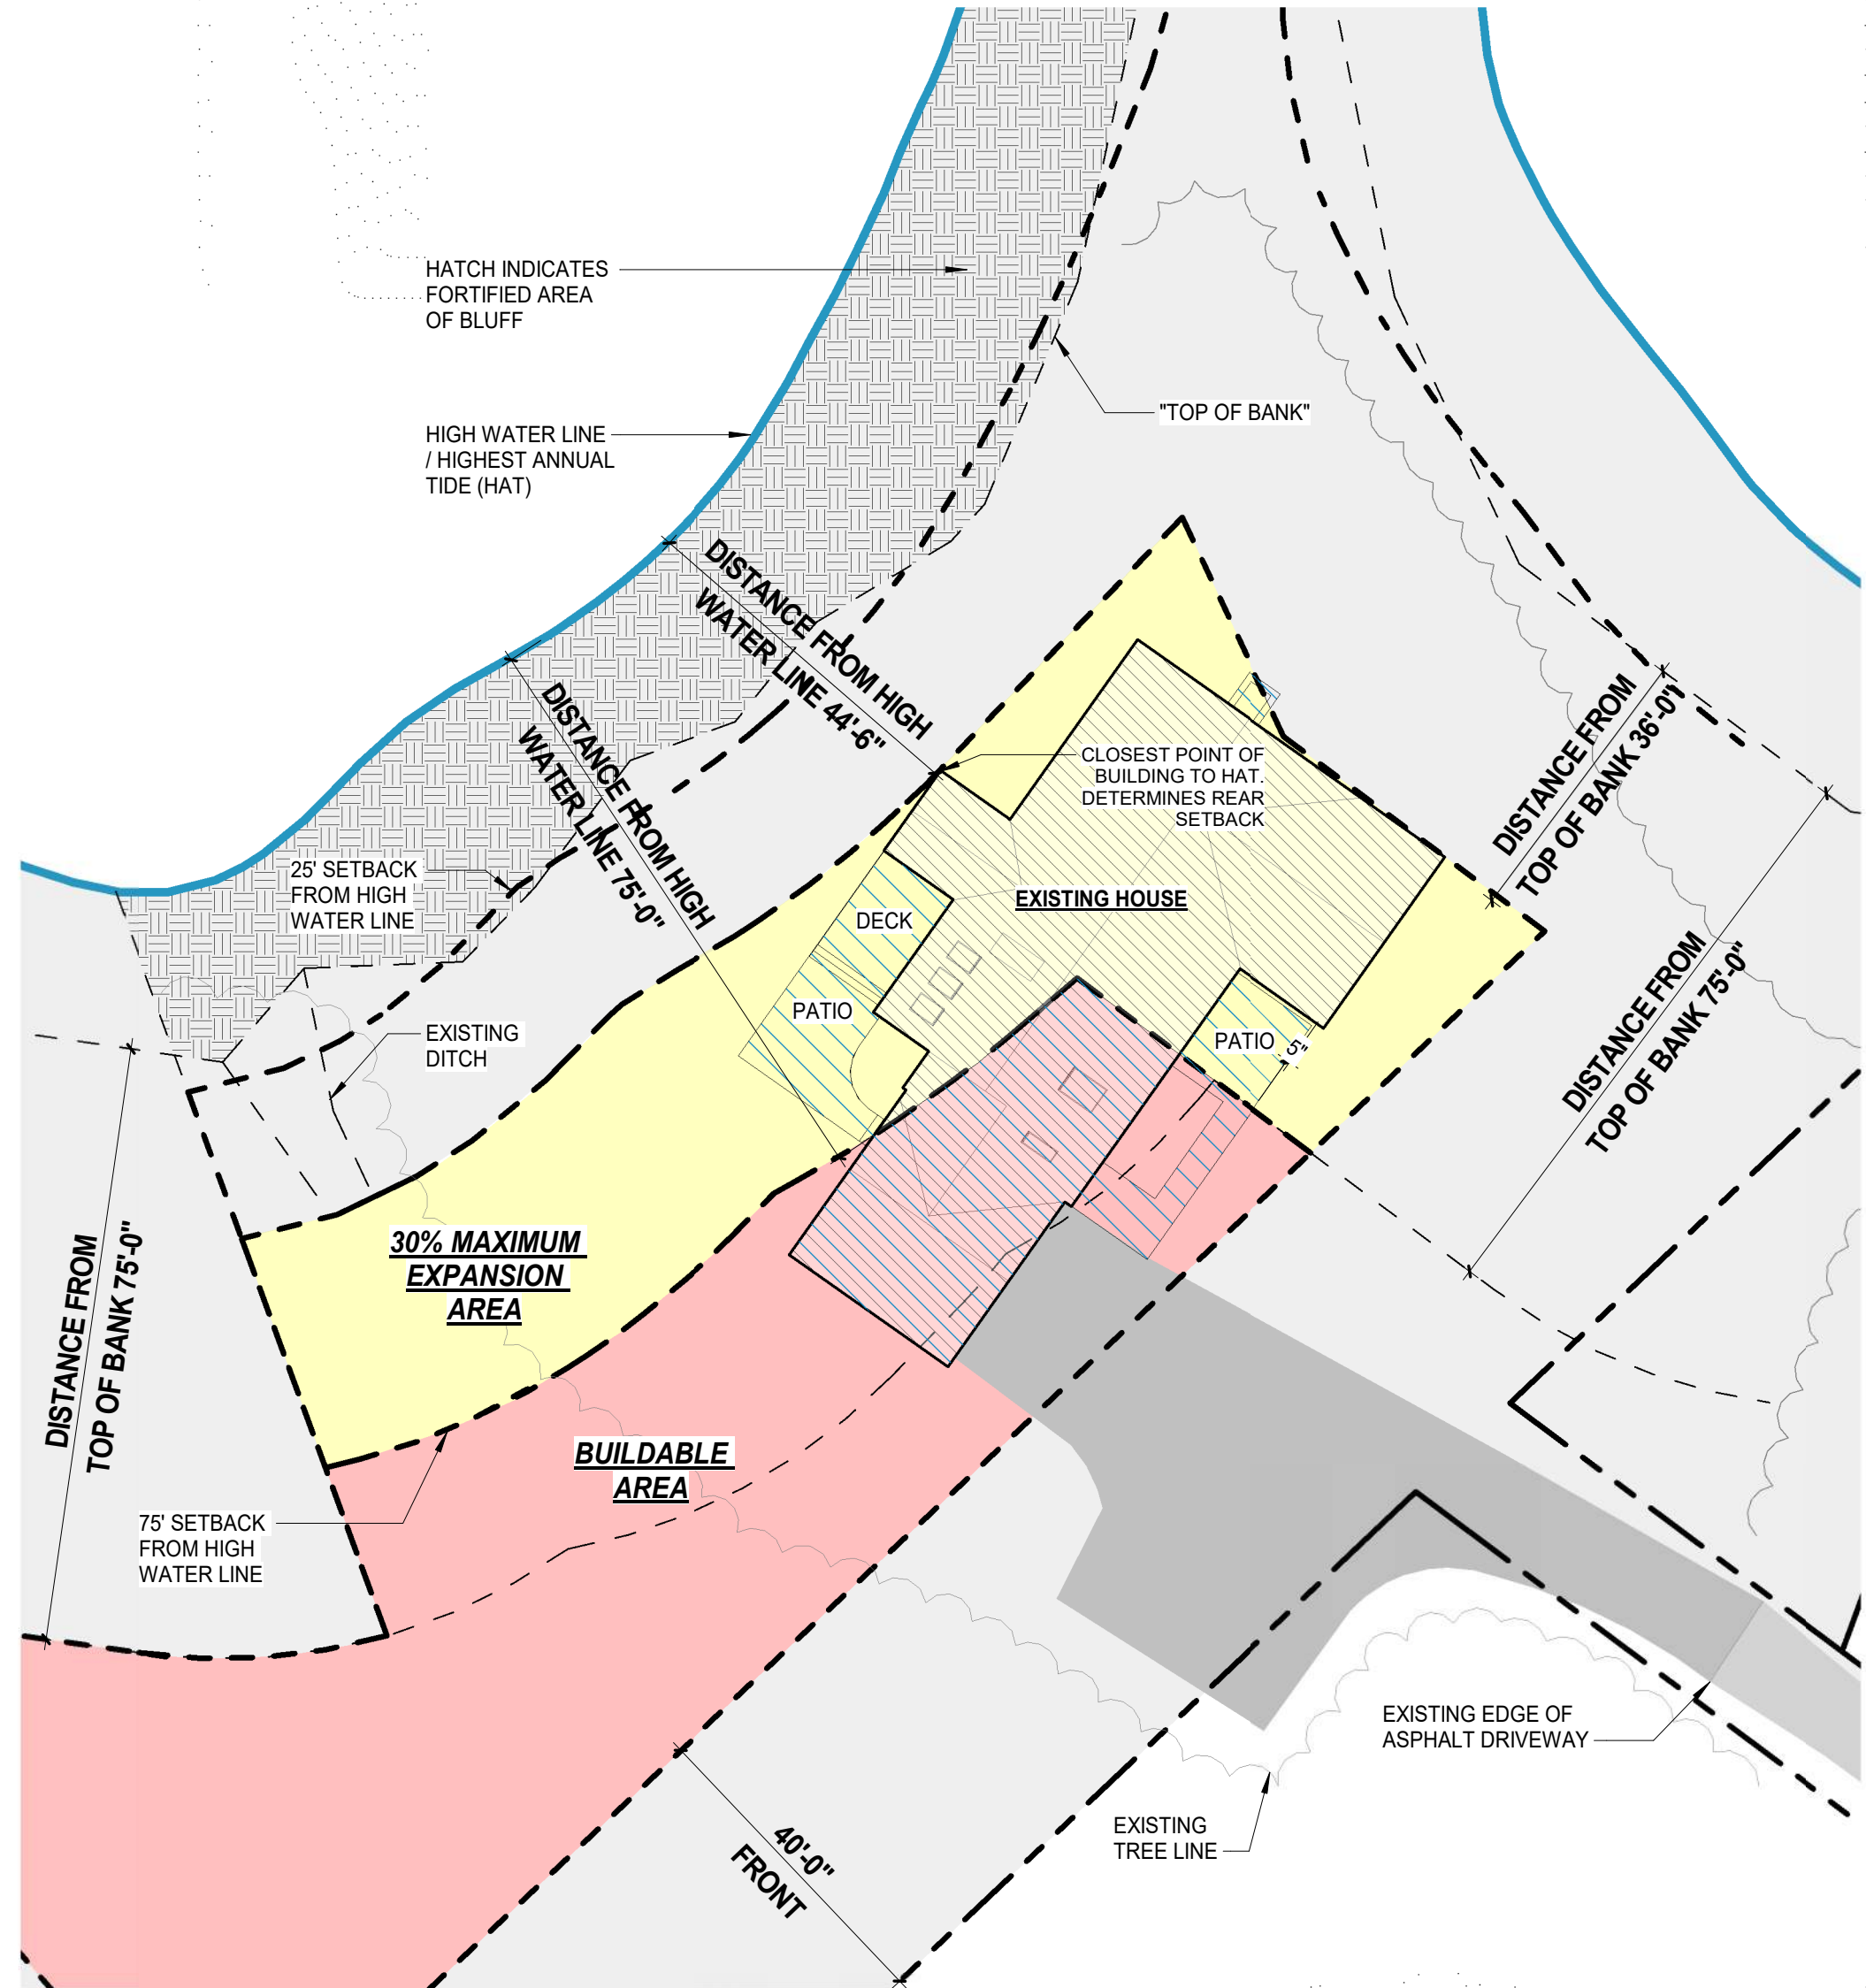 HATCH INDICATES
FORTIFIED AREA
OF BLUFF
HIGH WATER LINE
/ HIGHEST ANNUAL
TIDE (HAT)
"TOP OF BANK"
DISTANCE FROM HIGH
WATER LINE 44'-6"
DISTANCE FROM HIGH
WATER LINE 75'-0"
CLOSEST POINT OF
BUILDING TO HAT.
DETERMINES REAR
SETBACK
DISTANCE FROM
TOP OF BANK 36'-0"
25' SETBACK
FROM HIGH
WATER LINE
EXISTING HOUSE
DECK
PATIO
PATIO
5"
DISTANCE FROM
TOP OF BANK 75'-0"
EXISTING
DITCH
30% MAXIMUM
EXPANSION
AREA
DISTANCE FROM
TOP OF BANK 75'-0"
BUILDABLE
AREA
75' SETBACK
FROM HIGH
WATER LINE
EXISTING EDGE OF
ASPHALT DRIVEWAY
EXISTING
TREE LINE
40'-0"
FRONT